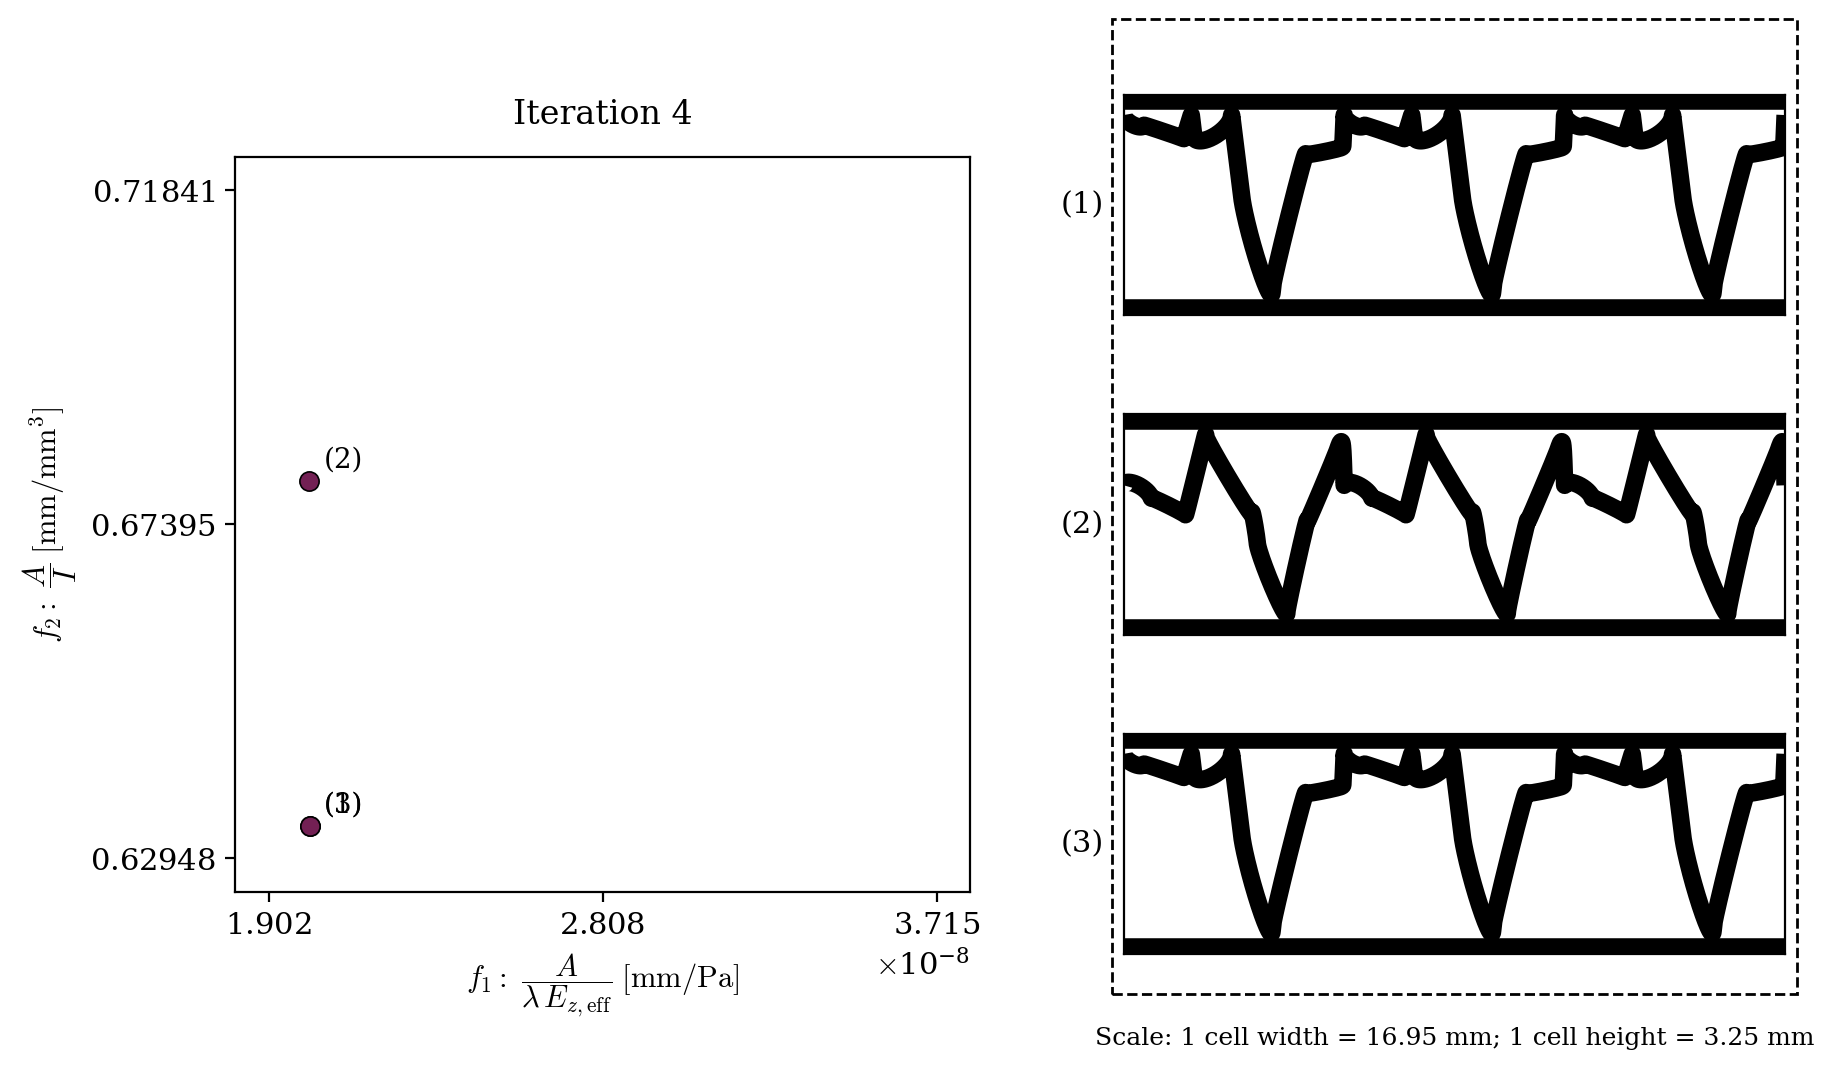 Iteration 4
0.71841
0.67395
0.62948
f₂: A/I [mm/mm³]
(2)
(1)
(3)
1.902 2.808 3.715
×10⁻⁸
f₁: A/(λ E_z,eff) [mm/Pa]
(1)
(2)
(3)
Scale: 1 cell width = 16.95 mm; 1 cell height = 3.25 mm